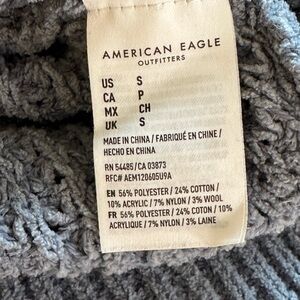 AMERICAN EAGLE
OUTFITTERS
US S
CA P
MX CH
UK S
MADE IN CHINA / FABRIQUÉ EN CHINE /
HECHO EN CHINA
RN 54485/CA 03873
RFC# AEM120605U9A
EN: 56% POLYESTER / 24% COTTON /
10% ACRYLIC / 7% NYLON / 3% WOOL
FR: 56% POLYESTER / 24% COTON / 10%
ACRYLIQUE / 7% NYLON / 3% LAINE